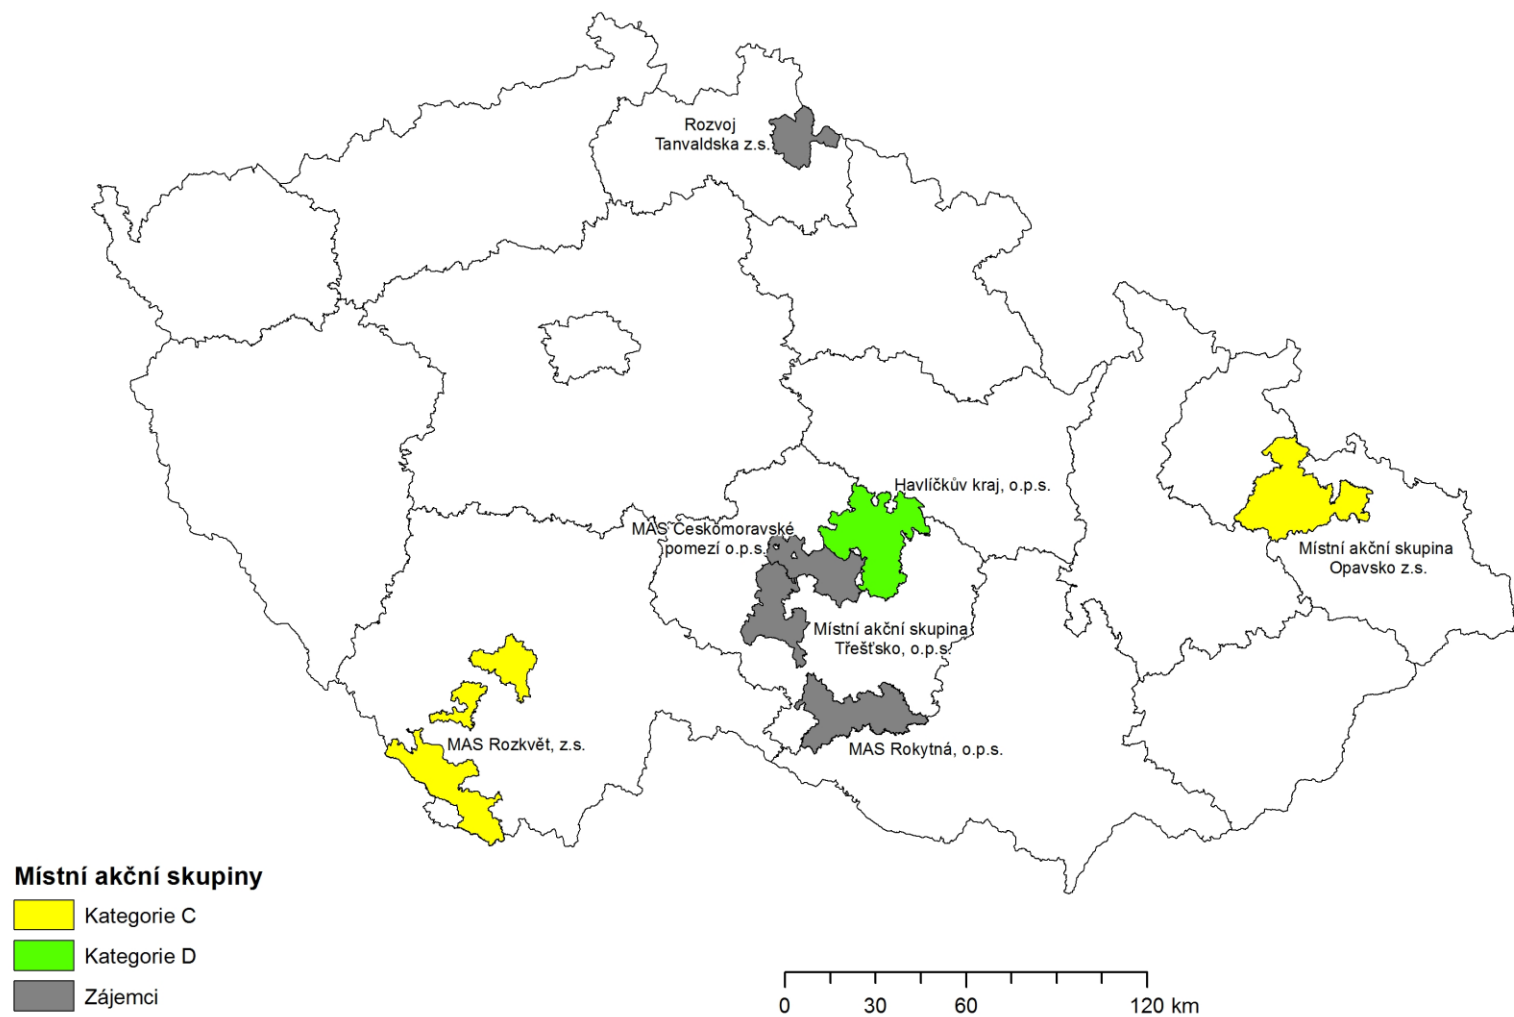 Rozvoj
Tanvaldska z.s.
Havlíčkův kraj, o.p.s.
MAS Českomoravské
pomezí o.p.s.
Místní akční skupina
Opavsko z.s.
Místní akční skupina
Třešťsko, o.p.s.
MAS Rozkvět, z.s.
MAS Rokytná, o.p.s.
Místní akční skupiny
Kategorie C
Kategorie D
Zájemci
0 30 60 120 km